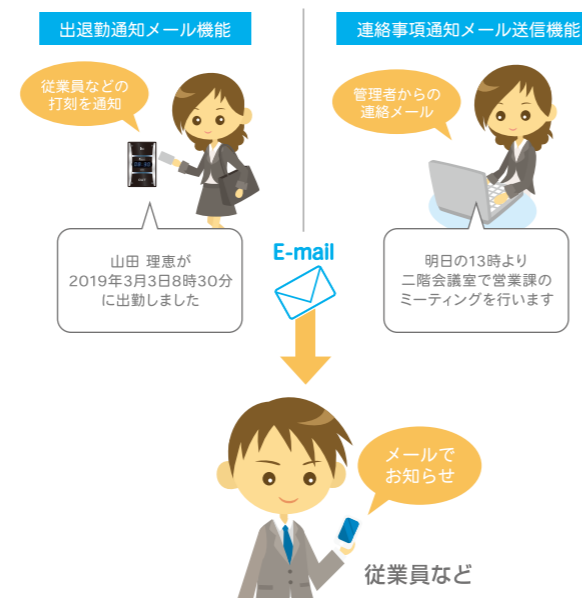 出退勤通知メール機能
従業員などの
打刻を通知
山田 理恵が
2019年3月3日8時30分
に出勤しました
連絡事項通知メール送信機能
管理者からの
連絡メール
明日の13時より
二階会議室で営業課の
ミーティングを行います
E-mail
メールで
お知らせ
従業員など